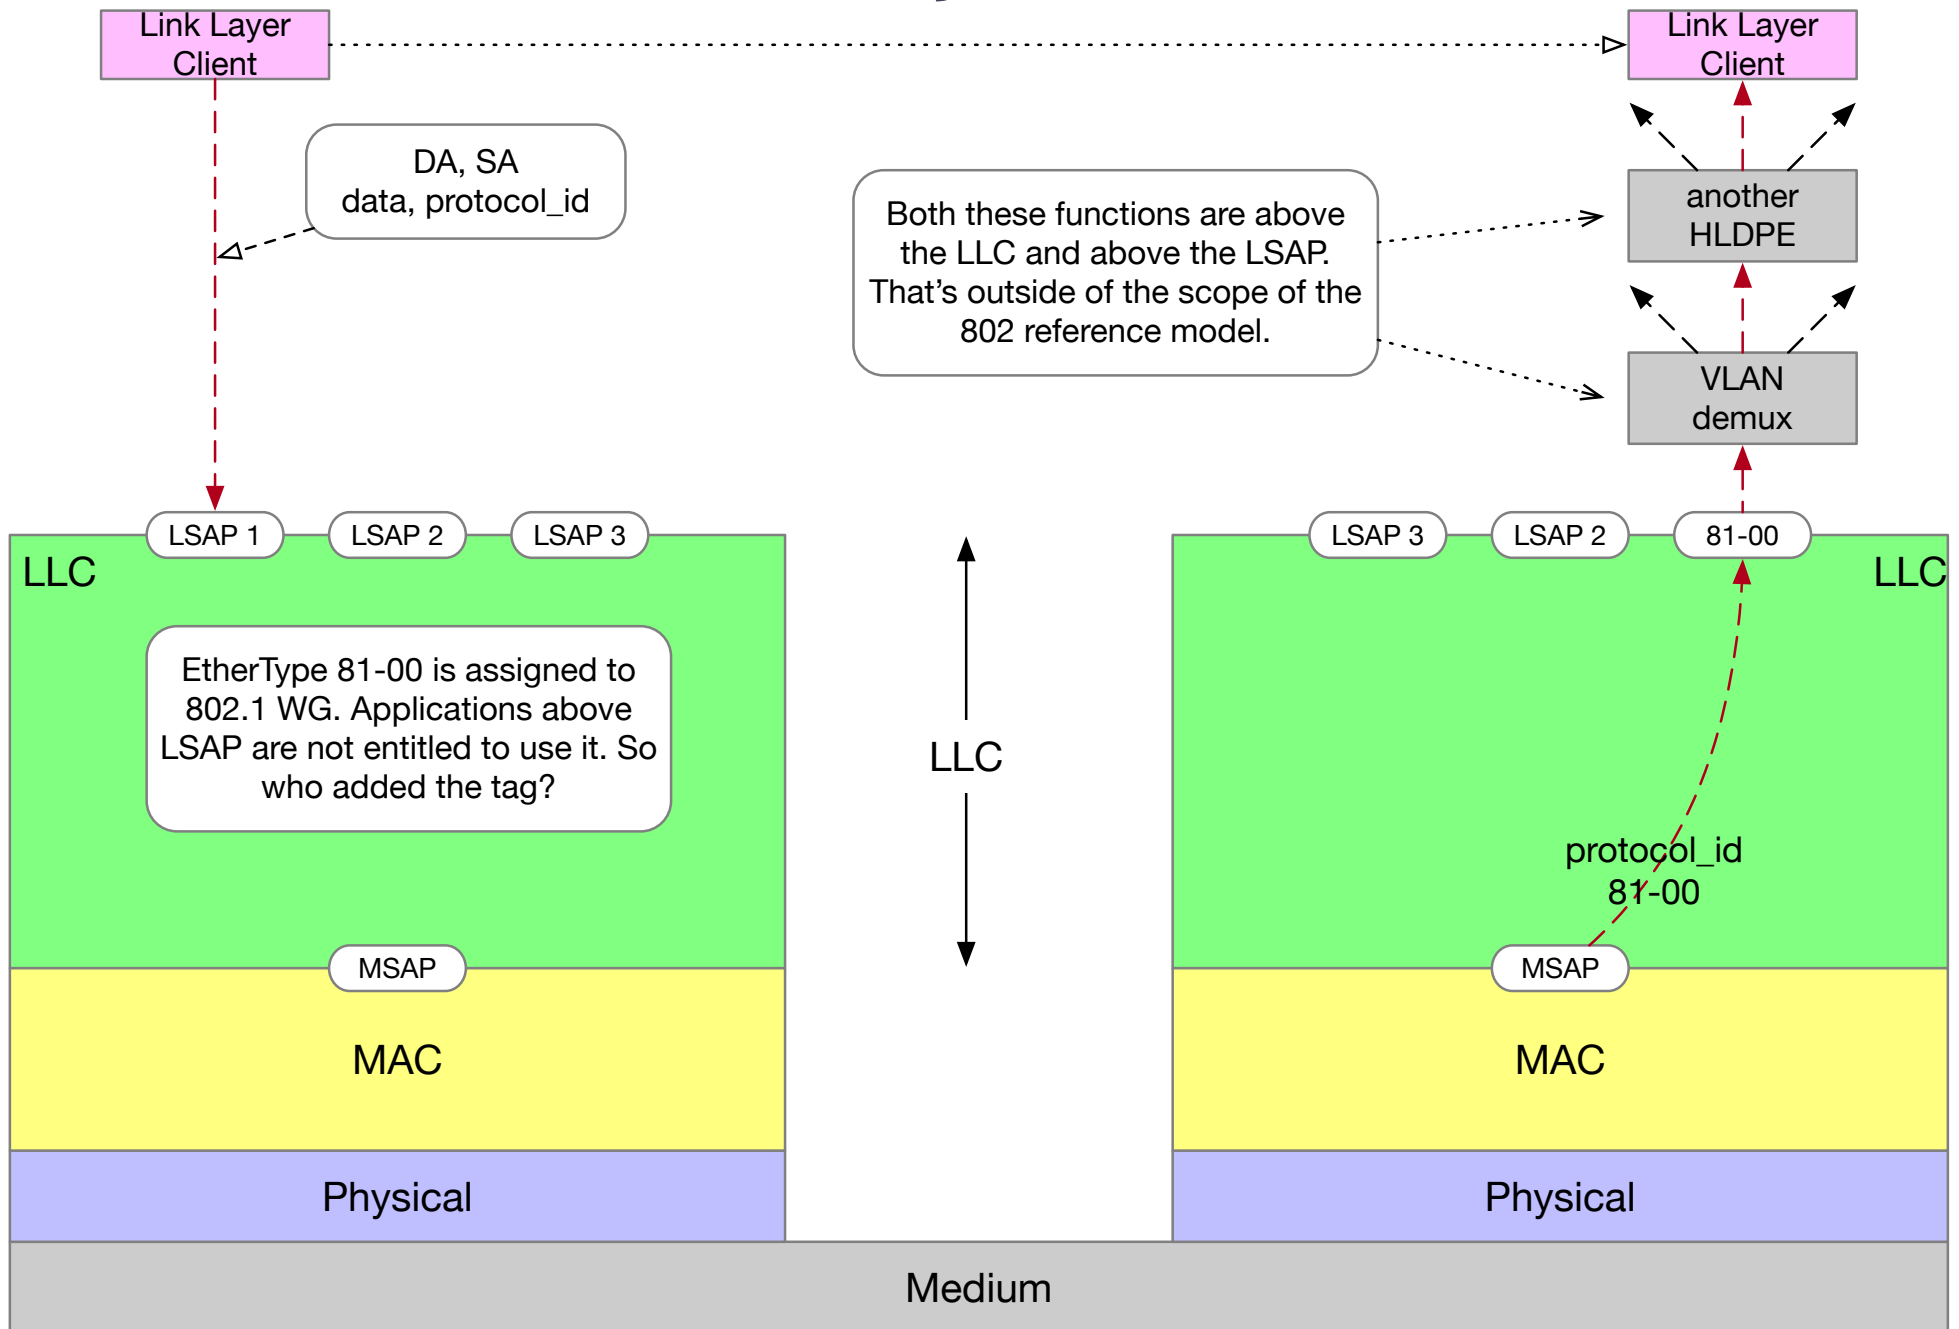 Link Layer
Client
Link Layer
Client
DA, SA
data, protocol_id
Both these functions are above
the LLC and above the LSAP.
That’s outside of the scope of the
802 reference model.
another
HLDPE
VLAN
demux
LSAP 1
LSAP 2
LSAP 3
LLC
EtherType 81-00 is assigned to
802.1 WG. Applications above
LSAP are not entitled to use it. So
who added the tag?
LLC
LSAP 3
LSAP 2
81-00
LLC
protocol_id
81-00
MSAP
MAC
MSAP
MAC
Physical
Physical
Medium